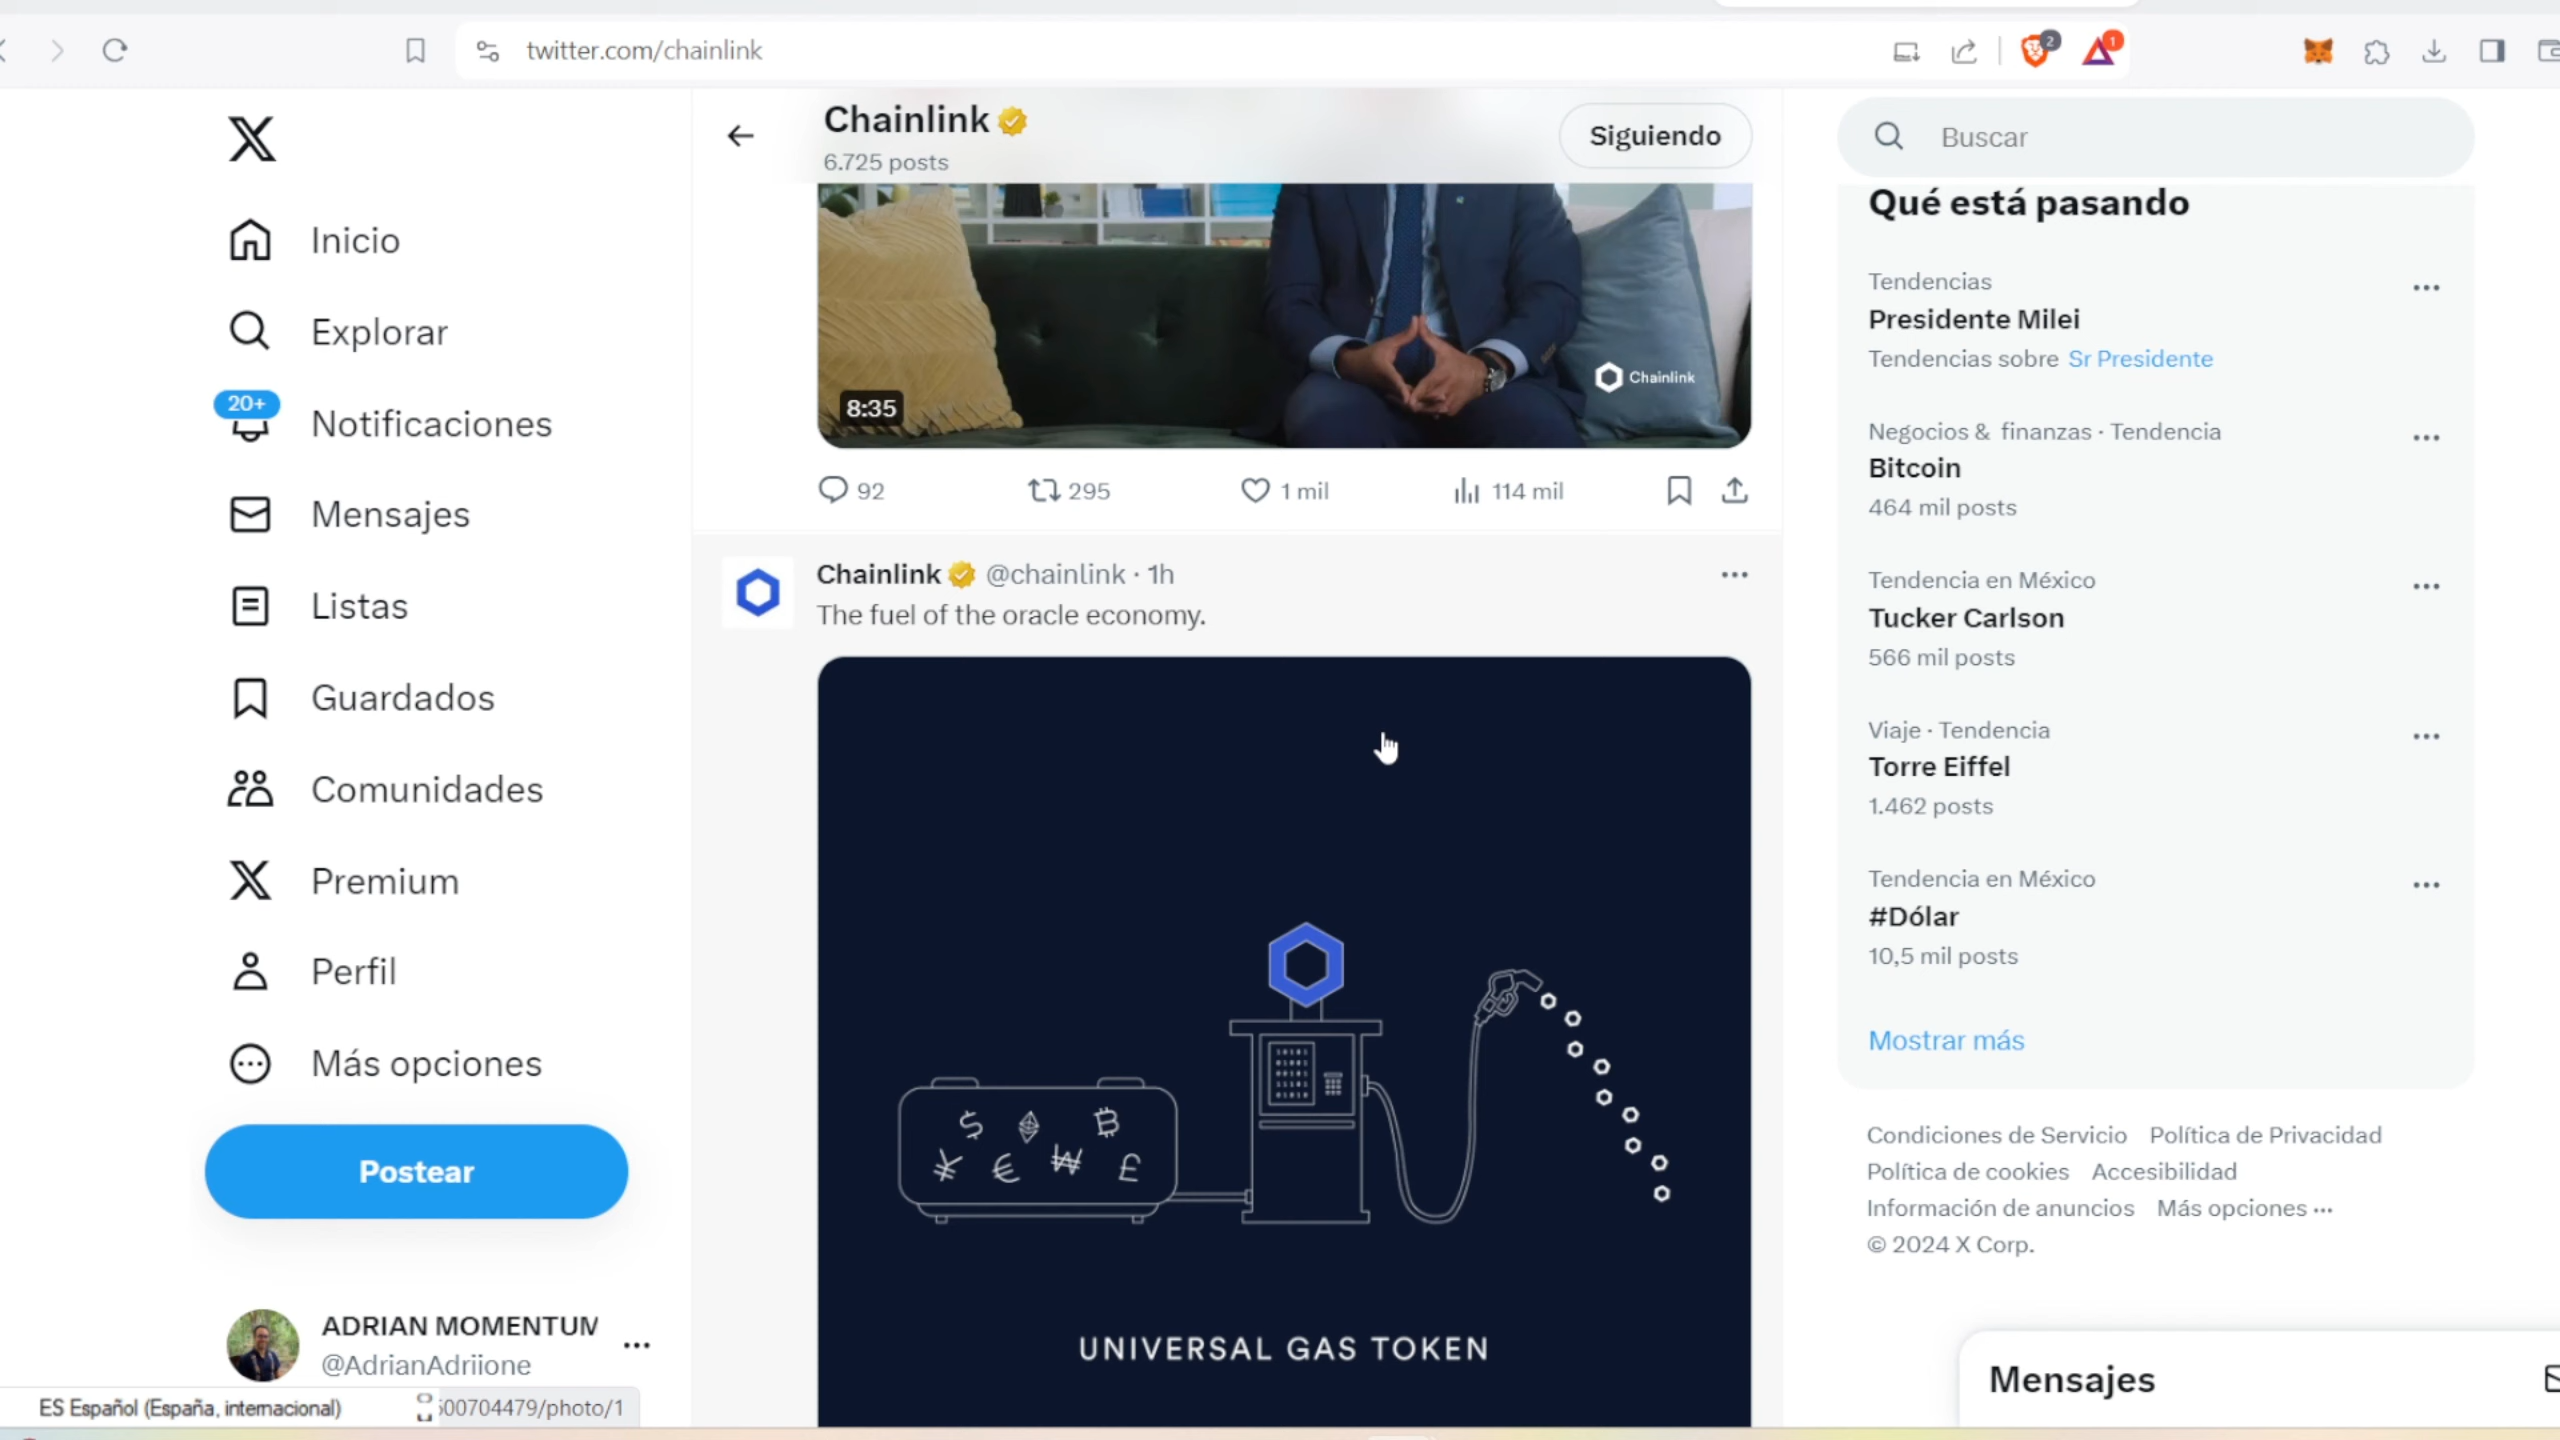 twitter.com/chainlink
2
1
Chainlink
6.725 posts
Siguiendo
Buscar
Inicio
Explorar
20+
Notificaciones
Mensajes
Listas
Guardados
Comunidades
Premium
Perfil
Más opciones
Postear
ADRIAN MOMENTUM
@AdrianAdriione
ES Español (España, internacional)
500704479/photo/1
8:35
Chainlink
92
295
1 mil
114 mil
Chainlink @chainlink · 1h
The fuel of the oracle economy.
$ ₿
¥ € ₩ £
UNIVERSAL GAS TOKEN
Qué está pasando
Tendencias
Presidente Milei
Tendencias sobre Sr Presidente
Negocios & finanzas · Tendencia
Bitcoin
464 mil posts
Tendencia en México
Tucker Carlson
566 mil posts
Viaje · Tendencia
Torre Eiffel
1.462 posts
Tendencia en México
#Dólar
10,5 mil posts
Mostrar más
Condiciones de Servicio Política de Privacidad
Política de cookies Accesibilidad
Información de anuncios Más opciones ···
© 2024 X Corp.
Mensajes